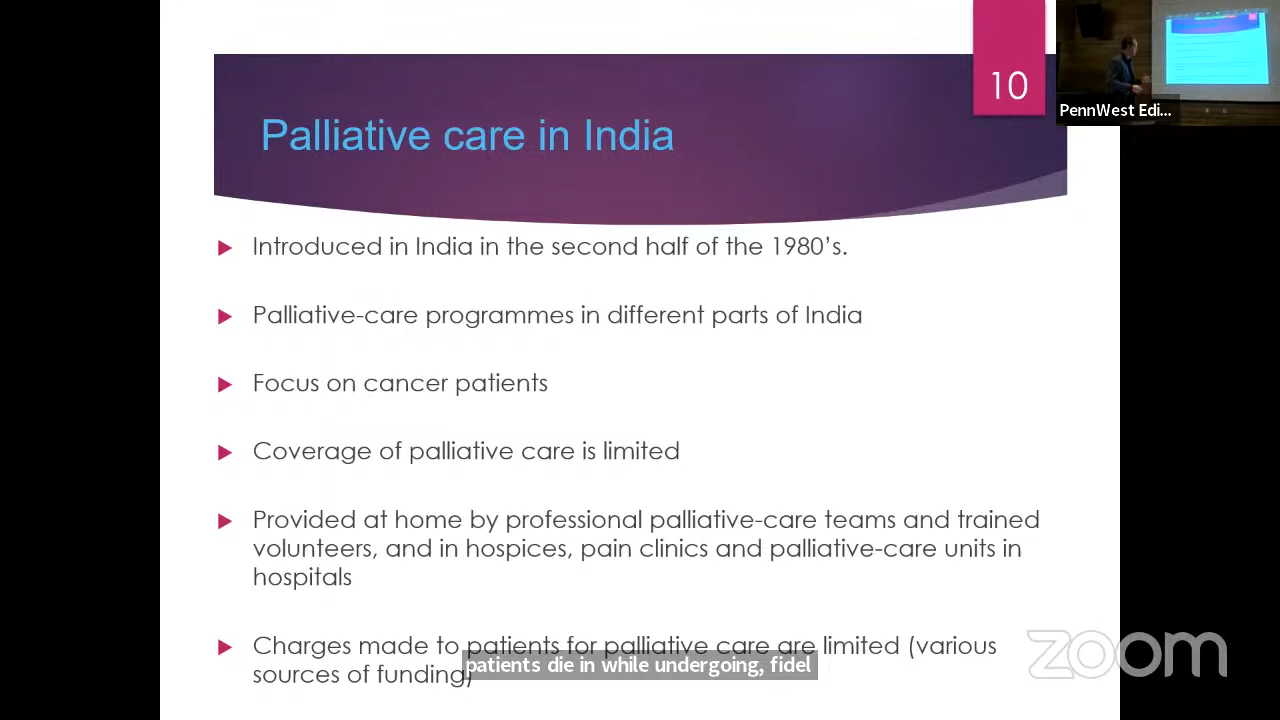 10
PennWest Edi...
Palliative care in India
Introduced in India in the second half of the 1980’s.
Palliative-care programmes in different parts of India
Focus on cancer patients
Coverage of palliative care is limited
Provided at home by professional palliative-care teams and trained
volunteers, and in hospices, pain clinics and palliative-care units in
hospitals
Charges made to patients for palliative care are limited (various
sources of funding)
patients die in while undergoing, fidel
zoom